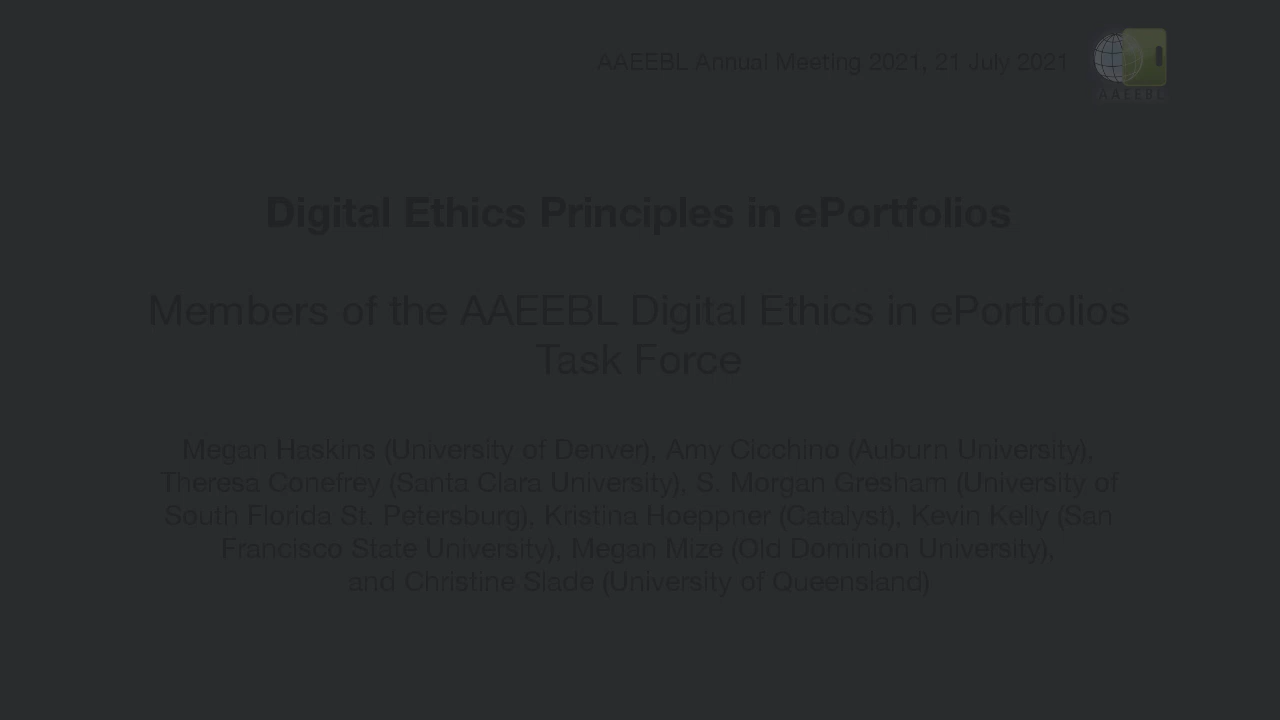 AAEEBL Annual Meeting 2021, 21 July 2021
AAEEBL
Digital Ethics Principles in ePortfolios
Members of the AAEEBL Digital Ethics in ePortfolios
Task Force
Megan Haskins (University of Denver), Amy Cicchino (Auburn University),
Theresa Conefrey (Santa Clara University), S. Morgan Gresham (University of
South Florida St. Petersburg), Kristina Hoeppner (Catalyst), Kevin Kelly (San
Francisco State University), Megan Mize (Old Dominion University),
and Christine Slade (University of Queensland)